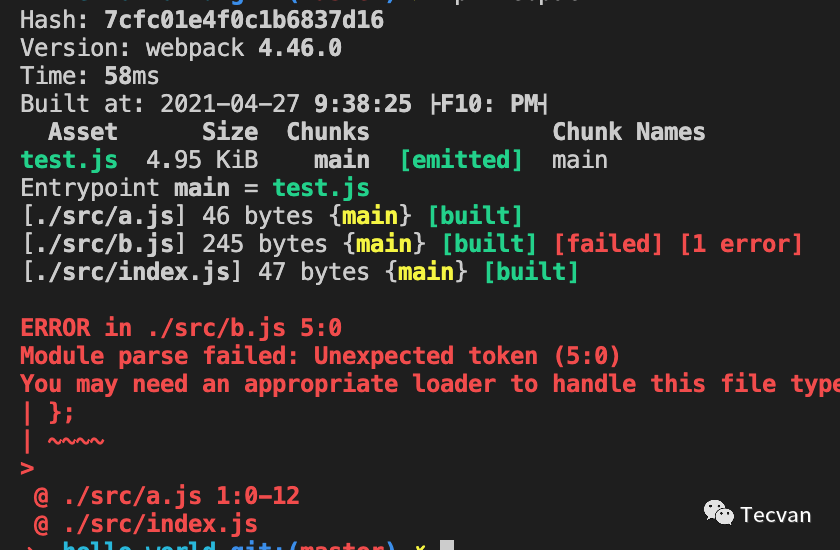 Hash: 7cfc01e4f0c1b6837d16
Version: webpack 4.46.0
Time: 58ms
Built at: 2021-04-27 9:38:25 ├F10: PM┤
Asset Size Chunks Chunk Names
test.js 4.95 KiB main [emitted] main
Entrypoint main = test.js
[./src/a.js] 46 bytes {main} [built]
[./src/b.js] 245 bytes {main} [built] [failed] [1 error]
[./src/index.js] 47 bytes {main} [built]
ERROR in ./src/b.js 5:0
Module parse failed: Unexpected token (5:0)
You may need an appropriate loader to handle this file type
| };
| ~~~~
>
@ ./src/a.js 1:0-12
@ ./src/index.js
Tecvan
hello-world git:(master)